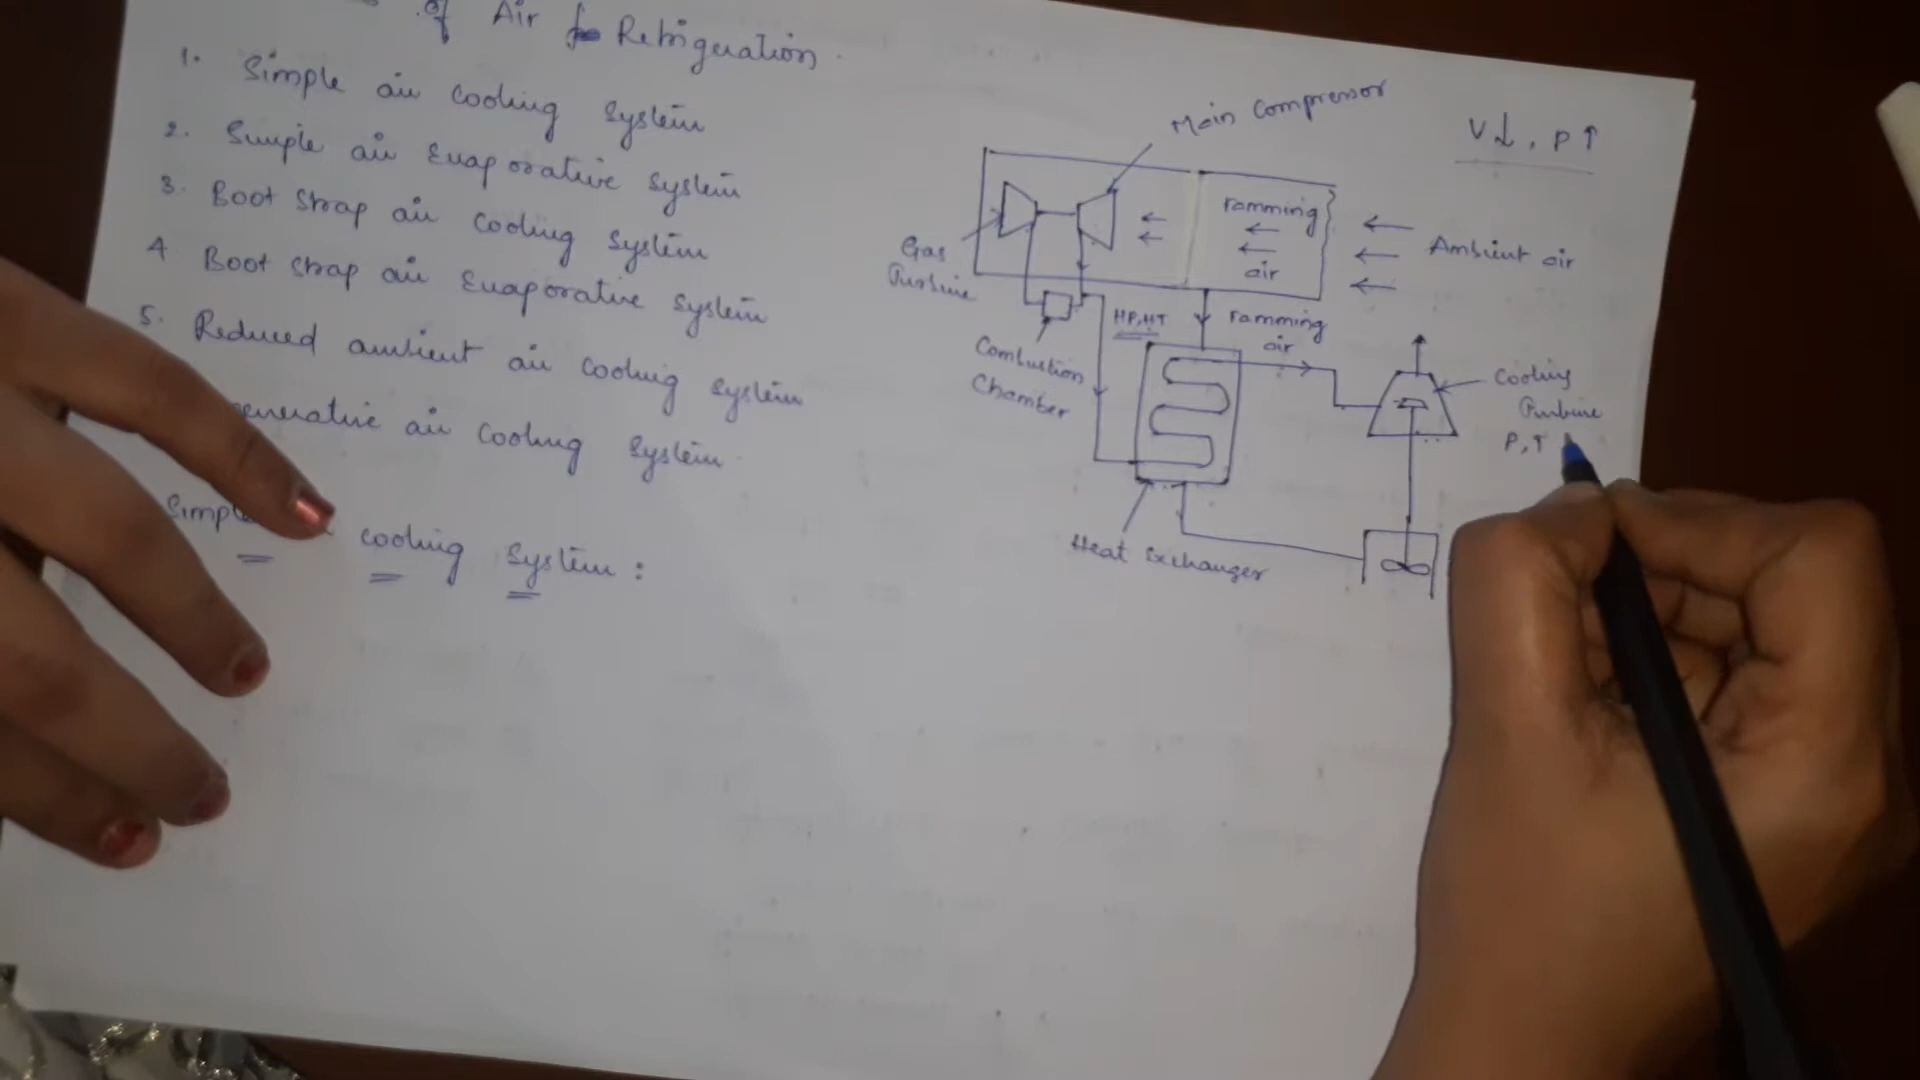 of Air Refrigeration.
1. Simple air cooling system
2. Simple air Evaporative system
3. Boot strap air cooling system
4 Boot strap air Evaporative system
5. Reduced ambient air cooling system
generative air cooling system
Simple cooling system :
Main Compressor
V↓, P↑
ramming
air
Ambient air
Gas
Turbine
HP, HT
ramming
air
Combustion
Chamber
Cooling
Turbine
P, T
Heat Exchanger